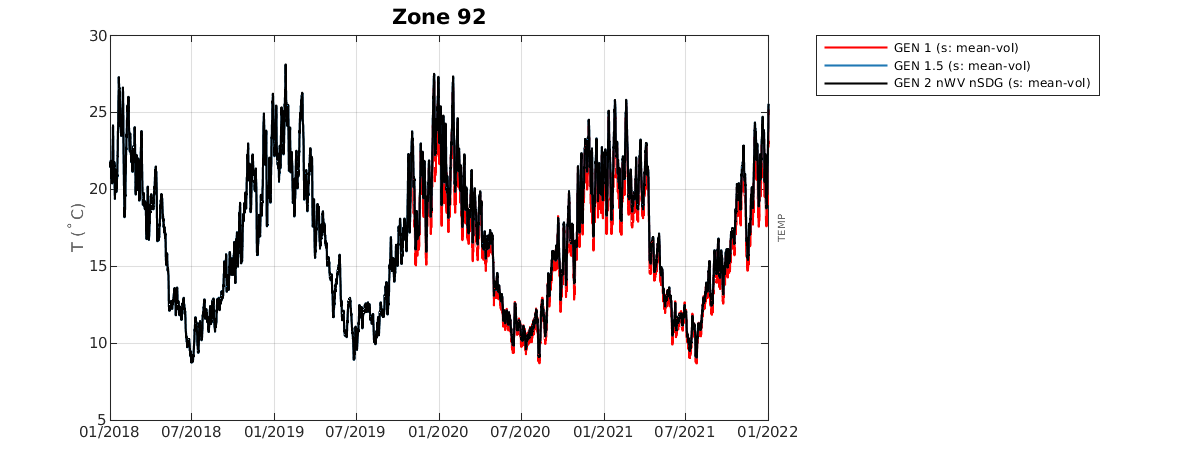 Zone 92
GEN 1 (s: mean-vol)
GEN 1.5 (s: mean-vol)
GEN 2 nWV nSDG (s: mean-vol)
30
25
20
15
10
5
T (°C)
TEMP
01/2018 07/2018 01/2019 07/2019 01/2020 07/2020 01/2021 07/2021 01/2022